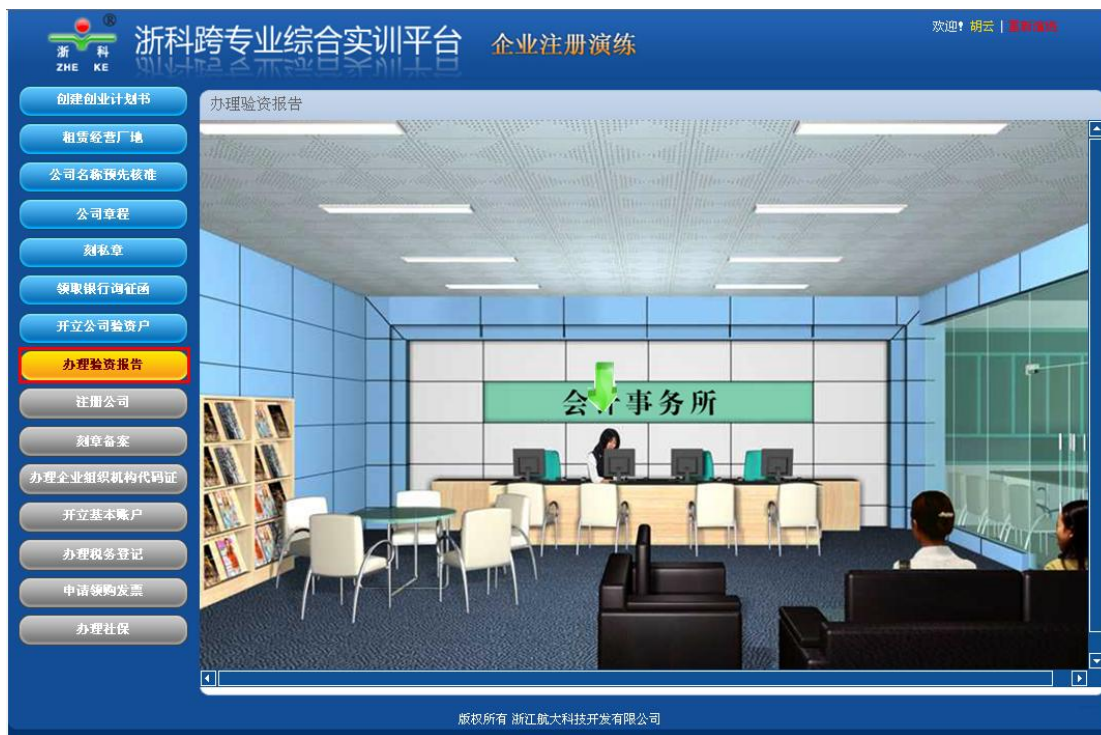 浙科
ZHE KE
®
浙科跨专业综合实训平台 企业注册演练
欢迎! 胡云 | 重新演练
创建创业计划书
租赁经营厂地
公司名称预先核准
公司章程
刻私章
领取银行询征函
开立公司验资户
办理验资报告
注册公司
刻章备案
办理企业组织机构代码证
开立基本账户
办理税务登记
申请领购发票
办理社保
办理验资报告
会计事务所
版权所有 浙江航大科技开发有限公司